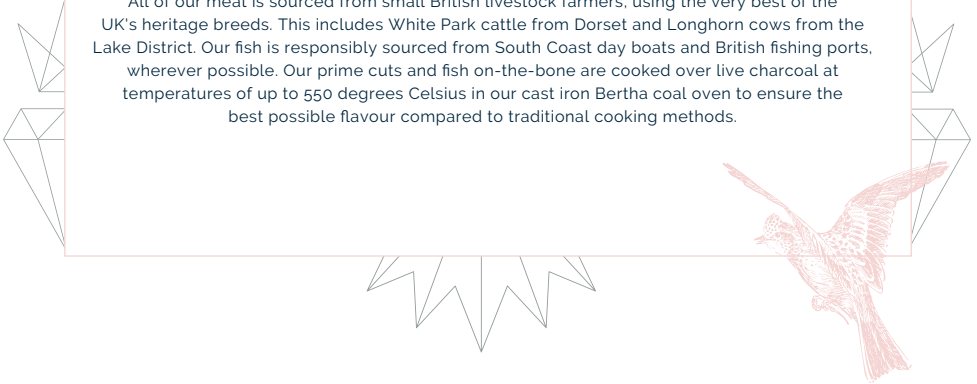 All of our meat is sourced from small British livestock farmers, using the very best of the
UK's heritage breeds. This includes White Park cattle from Dorset and Longhorn cows from the
Lake District. Our fish is responsibly sourced from South Coast day boats and British fishing ports,
wherever possible. Our prime cuts and fish on-the-bone are cooked over live charcoal at
temperatures of up to 550 degrees Celsius in our cast iron Bertha coal oven to ensure the
best possible flavour compared to traditional cooking methods.